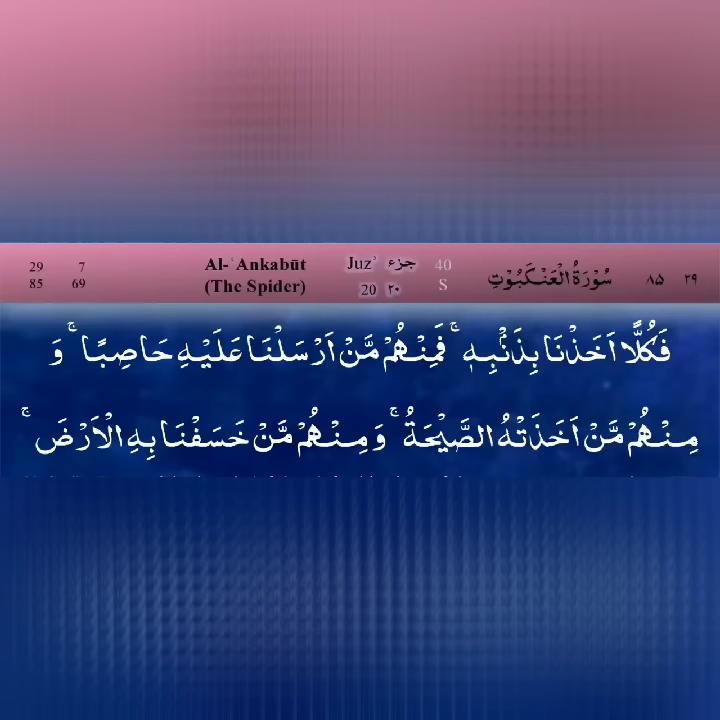 29 7 Al-ʿAnkabūt Juzʾ جزء 40 سُوْرَةُ الْعَنْكَبُوْتِ ٨٥ ٢٩
85 69 (The Spider) 20 ٢٠ S
فَكُلًّا اَخَذْنَا بِذَنْۢبِهٖ ۚ فَمِنْهُمْ مَّنْ اَرْسَلْنَا عَلَيْهِ حَاصِبًا ۚ وَ
مِنْهُمْ مَّنْ اَخَذَتْهُ الصَّيْحَةُ ۚ وَمِنْهُمْ مَّنْ خَسَفْنَا بِهِ الْاَرْضَ ۚ